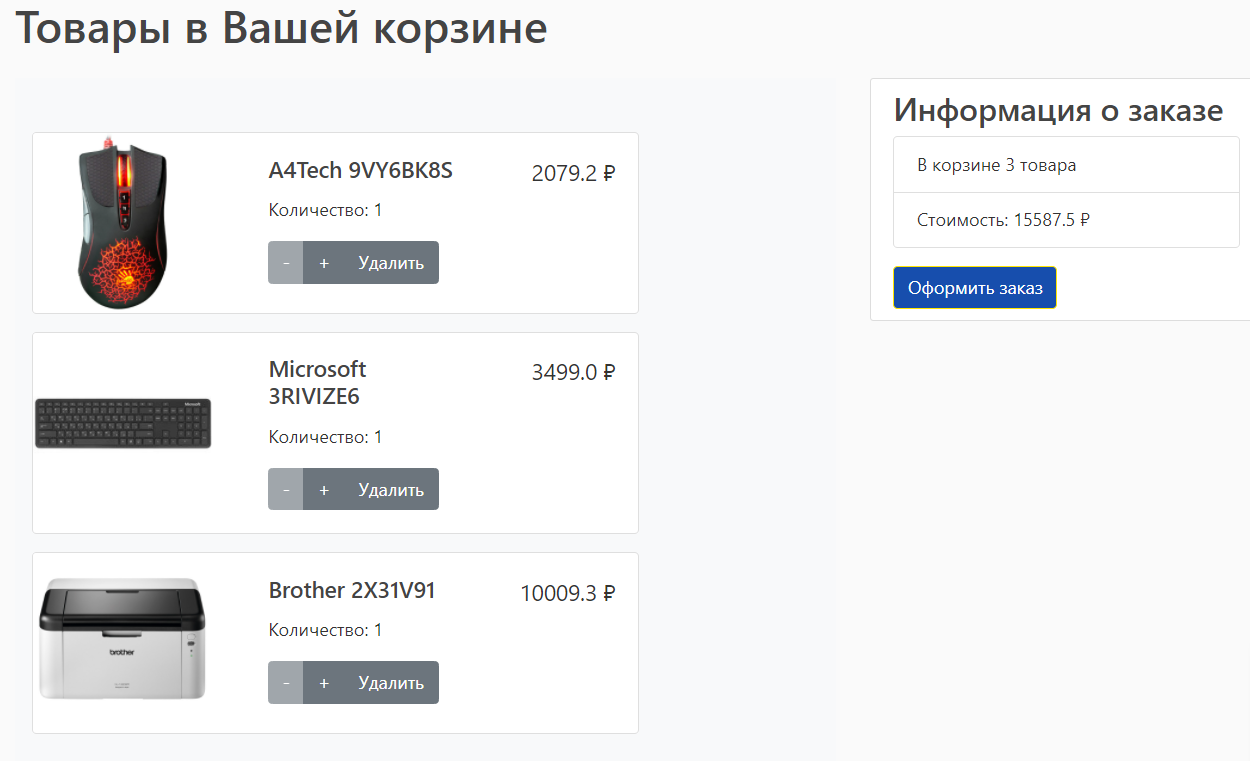 Товары в Вашей корзине
A4Tech 9VY6BK8S
2079.2 ₽
Количество: 1
- + Удалить
Microsoft
3RIVIZE6
3499.0 ₽
Количество: 1
- + Удалить
Brother 2X31V91
10009.3 ₽
Количество: 1
- + Удалить
brother
Информация о заказе
В корзине 3 товара
Стоимость: 15587.5 ₽
Оформить заказ